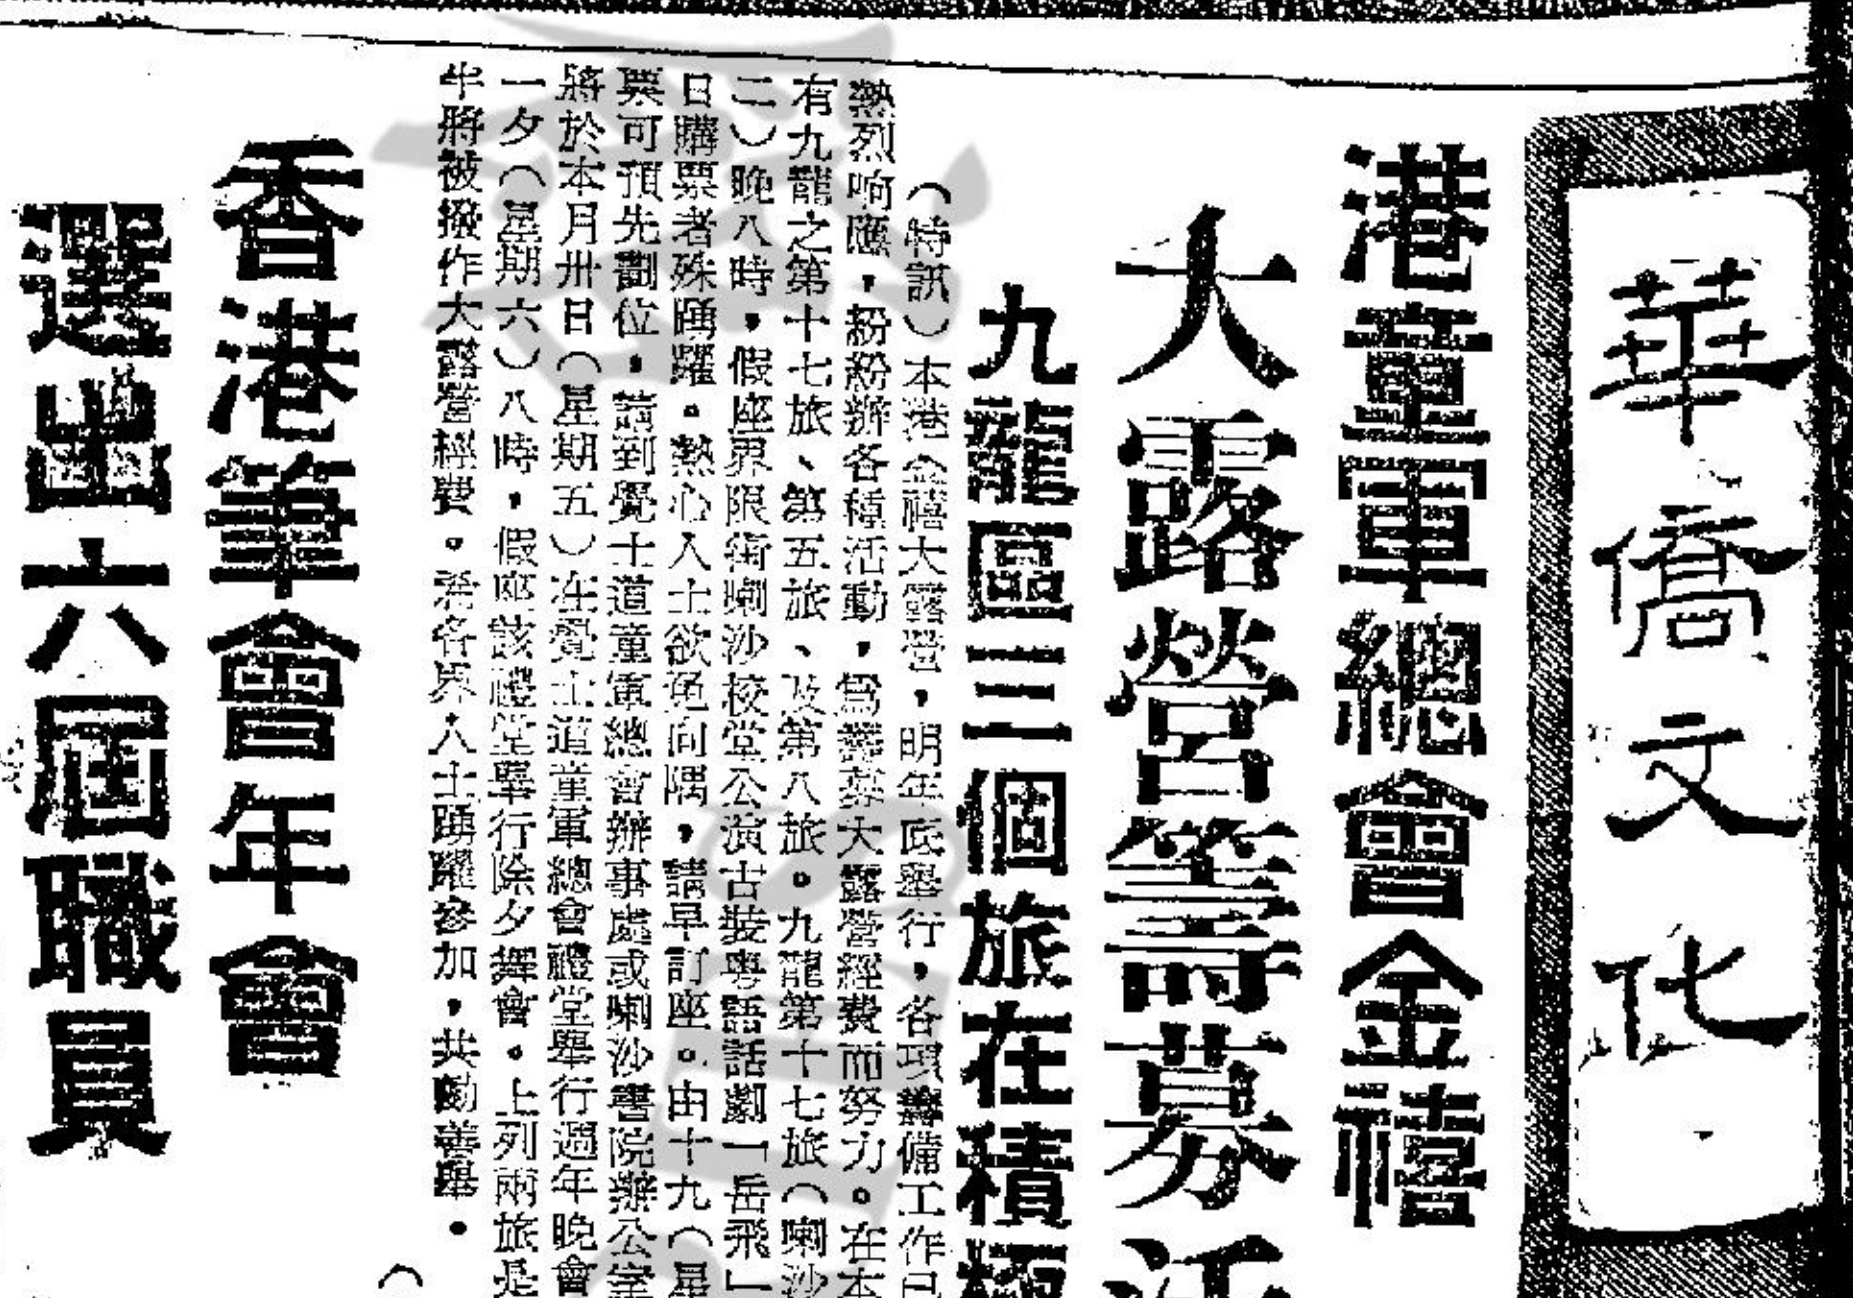 華僑文化
港童軍總會金禧
大露營籌募活
九龍區三個旅在積極
（特訊）本港金禧大露營，明年底舉行，各項籌備工作已
熱烈响應，紛紛辦各種活動，爲籌募大露營經費而努力。在本
有九龍之第十七旅、第五旅、及第八旅。九龍第十七旅（喇沙
二）晚八時，假座界限街喇沙校堂公演古裝粵語話劇「岳飛」
日購票者殊踴躍。熱心人士欲免向隅，請早訂座。由十九（星
票可預先劃位，請到覺士道童軍總會辦事處或喇沙書院辦公室
將於本月卅日（星期五）在覺士道童軍總會禮堂舉行週年晚會
一夕（星期六）八時，假座該禮堂舉行除夕舞會。上列兩旅是
半將被撥作大露營經費。希各界人士踴躍參加，共勷善舉。
（
香港筆會年會
選出六屆職員